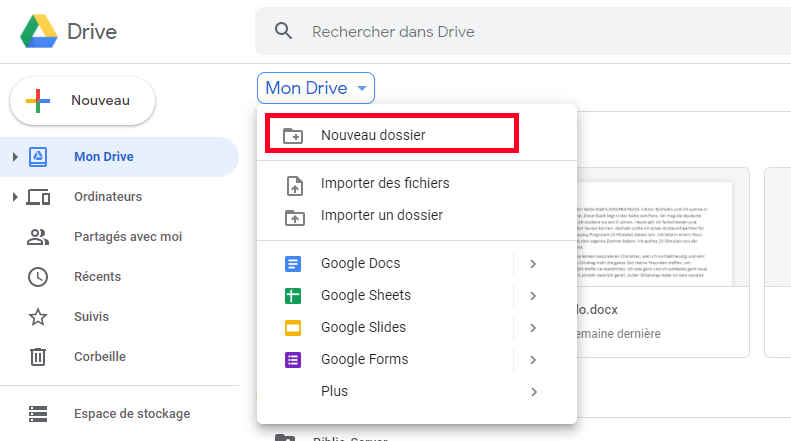 Drive
Rechercher dans Drive
Nouveau
Mon Drive
Ordinateurs
Partagés avec moi
Récents
Suivis
Corbeille
Espace de stockage
Mon Drive
Nouveau dossier
Importer des fichiers
Importer un dossier
Google Docs
Google Sheets
Google Slides
Google Forms
Plus
lo.docx
emaine dernière